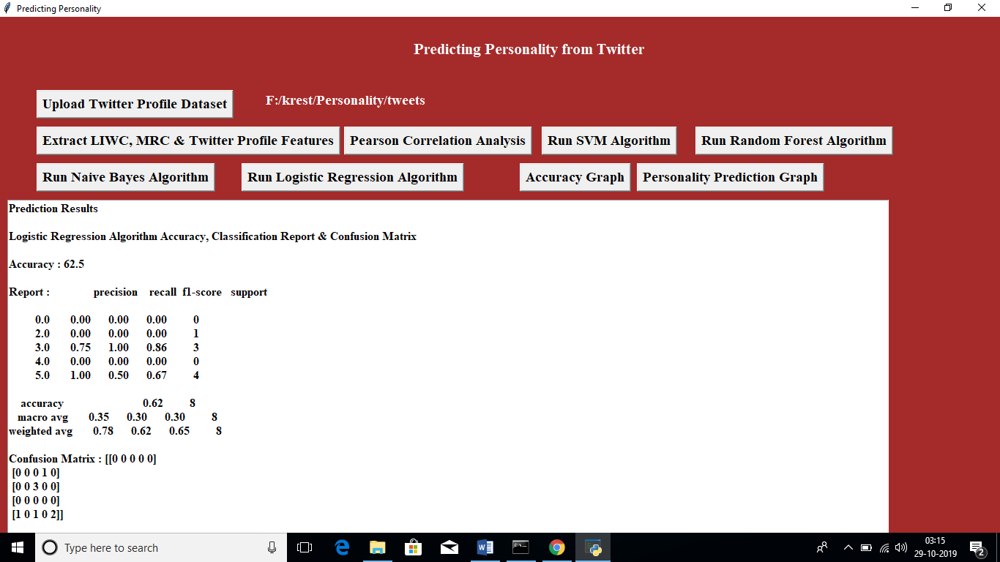 Predicting Personality
Predicting Personality from Twitter
Upload Twitter Profile Dataset
F:/krest/Personality/tweets
Extract LIWC, MRC & Twitter Profile Features
Pearson Correlation Analysis
Run SVM Algorithm
Run Random Forest Algorithm
Run Naive Bayes Algorithm
Run Logistic Regression Algorithm
Accuracy Graph
Personality Prediction Graph
Prediction Results
Logistic Regression Algorithm Accuracy, Classification Report & Confusion Matrix
Accuracy : 62.5
Report : precision recall f1-score support
0.0 0.00 0.00 0.00 0
2.0 0.00 0.00 0.00 1
3.0 0.75 1.00 0.86 3
4.0 0.00 0.00 0.00 0
5.0 1.00 0.50 0.67 4
accuracy 0.62 8
macro avg 0.35 0.30 0.30 8
weighted avg 0.78 0.62 0.65 8
Confusion Matrix : [[0 0 0 0 0]
[0 0 0 1 0]
[0 0 3 0 0]
[0 0 0 0 0]
[1 0 1 0 2]]
Type here to search
03:15
29-10-2019
2